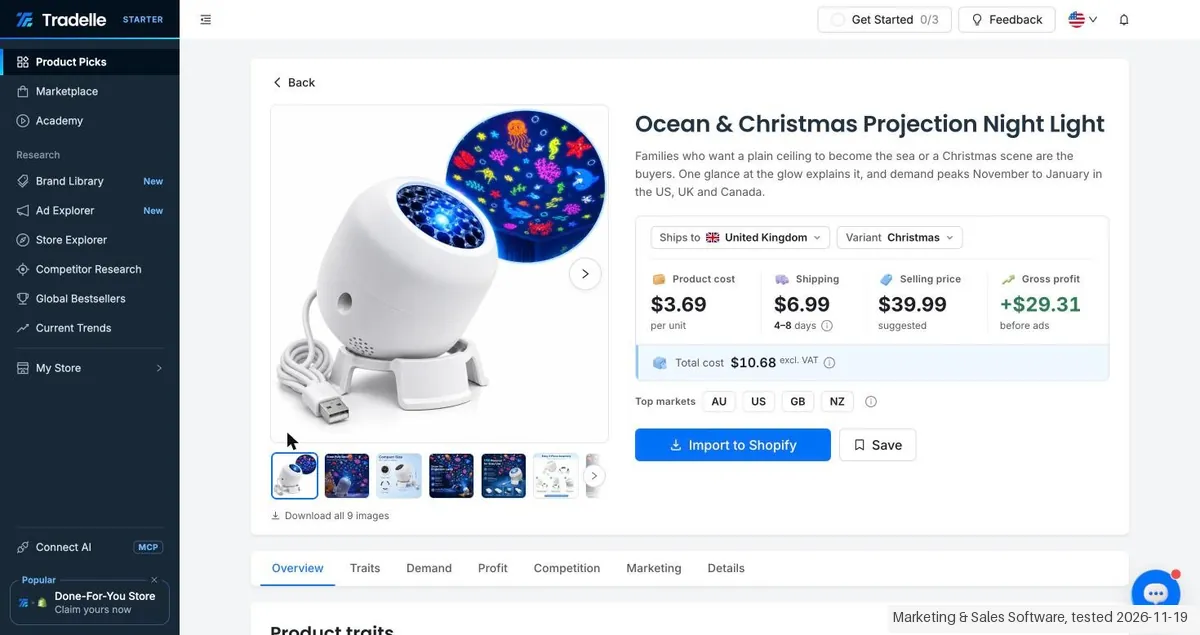 Tradelle STARTER
Get Started 0/3
Feedback
Product Picks
Marketplace
Academy
Research
Brand Library New
Ad Explorer New
Store Explorer
Competitor Research
Global Bestsellers
Current Trends
My Store
Connect AI MCP
Popular
Done-For-You Store
Claim yours now
Back
Download all 9 images
Ocean & Christmas Projection Night Light
Families who want a plain ceiling to become the sea or a Christmas scene are the
buyers. One glance at the glow explains it, and demand peaks November to January in
the US, UK and Canada.
Ships to United Kingdom
Variant Christmas
Product cost Shipping Selling price Gross profit
$3.69 $6.99 $39.99 +$29.31
per unit 4–8 days suggested before ads
Total cost $10.68 excl. VAT
Top markets AU US GB NZ
Import to Shopify
Save
Overview Traits Demand Profit Competition Marketing Details
Product traits
Marketing & Sales Software, tested 2026-11-19